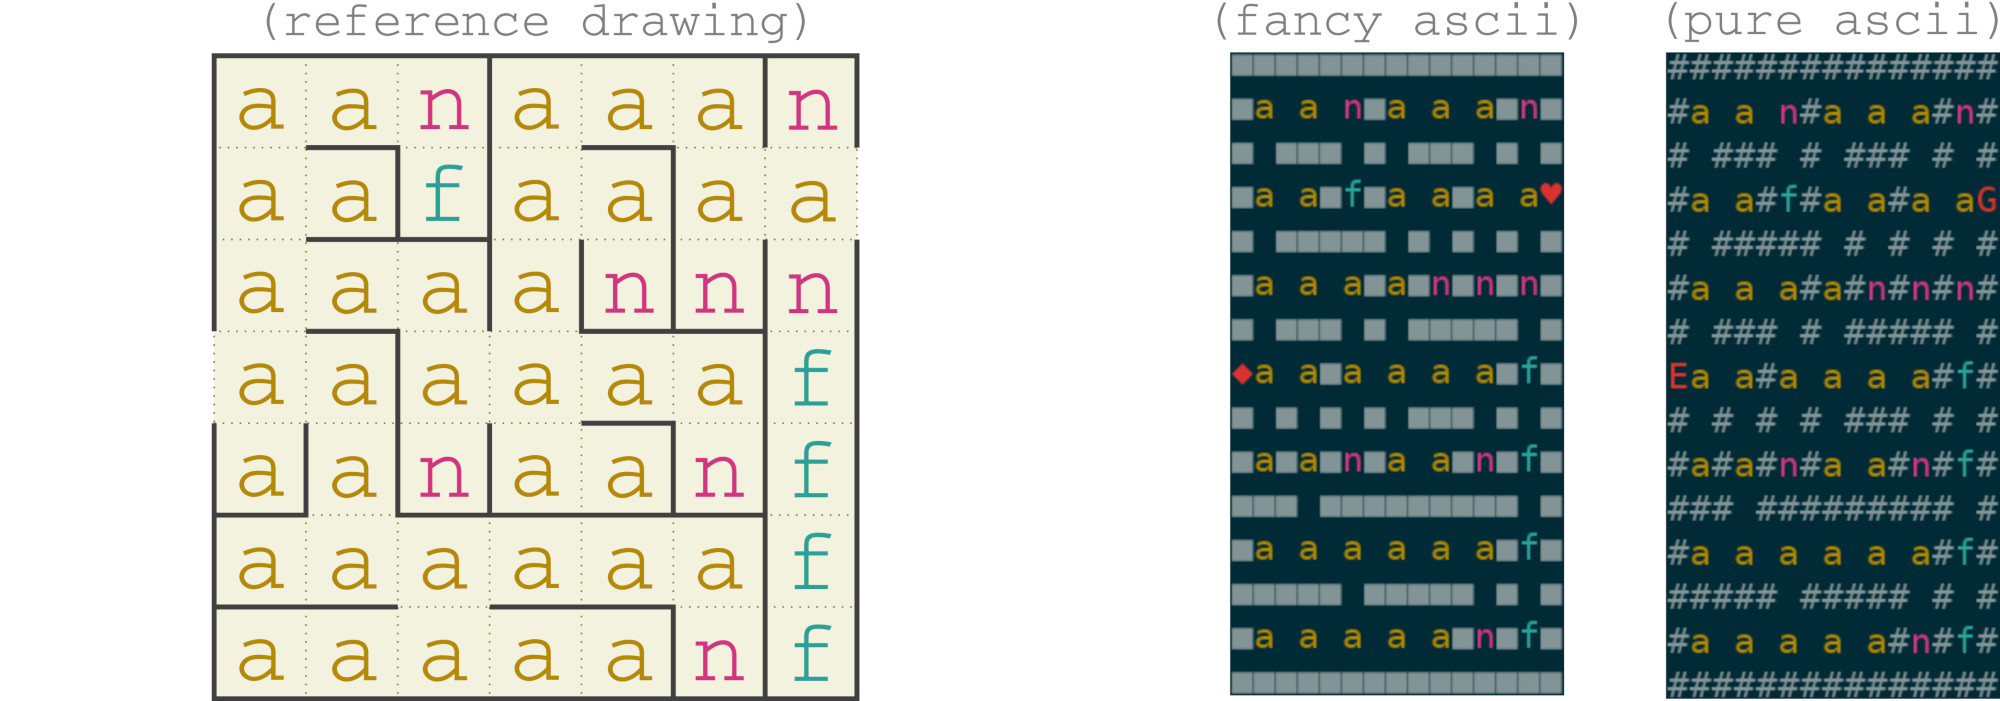 (reference drawing) (fancy ascii) (pure ascii)
a a n a a a n
a a f a a a a
a a a a n n n
a a a a a a f
a a n a a n f
a a a a a a f
a a a a a n f
a a n a a a n
a a f a a a a♥
a a a a n n n
♦a a a a a a f
a a n a a n f
a a a a a a f
a a a a a n f
###############
#a a n#a a a#n#
# ### # ### # #
#a a#f#a a#a aG
# ##### # # # #
#a a a#a#n#n#n#
# ### # ##### #
Ea a#a a a a#f#
# # # # ### # #
#a#a#n#a a#n#f#
### ######### #
#a a a a a a#f#
##### ##### # #
#a a a a a#n#f#
###############